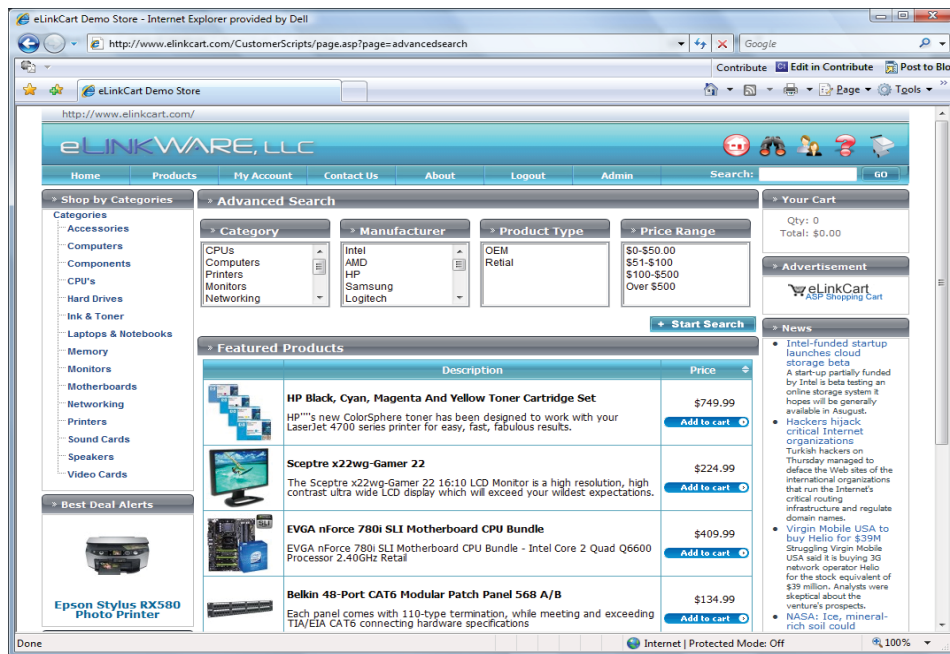 eLinkCart Demo Store - Internet Explorer provided by Dell
http://www.elinkcart.com/CustomerScripts/page.asp?page=advancedsearch
Google
Contribute Edit in Contribute Post to Blo
eLinkCart Demo Store
Page Tools
http://www.elinkcart.com/
eLINKWARE, LLC
Home Products My Account Contact Us About Logout Admin Search: GO
» Shop by Categories
Categories
Accessories
Computers
Components
CPU's
Hard Drives
Ink & Toner
Laptops & Notebooks
Memory
Monitors
Motherboards
Networking
Printers
Sound Cards
Speakers
Video Cards
» Best Deal Alerts
Epson Stylus RX580
Photo Printer
» Advanced Search
» Category
CPUs
Computers
Printers
Monitors
Networking
» Manufacturer
Intel
AMD
HP
Samsung
Logitech
» Product Type
OEM
Retial
» Price Range
$0-$50.00
$51-$100
$100-$500
Over $500
+ Start Search
» Featured Products
Description Price
HP Black, Cyan, Magenta And Yellow Toner Cartridge Set
HP""'s new ColorSphere toner has been designed to work with your
LaserJet 4700 series printer for easy, fast, fabulous results.
$749.99
Add to cart
Sceptre x22wg-Gamer 22
The Sceptre x22wg-Gamer 22 16:10 LCD Monitor is a high resolution, high
contrast ultra wide LCD display which will exceed your wildest expectations.
$224.99
Add to cart
EVGA nForce 780i SLI Motherboard CPU Bundle
EVGA nForce 780i SLI Motherboard CPU Bundle - Intel Core 2 Quad Q6600
Processor 2.40GHz Retail
$409.99
Add to cart
Belkin 48-Port CAT6 Modular Patch Panel 568 A/B
Each panel comes with 110-type termination, while meeting and exceeding
TIA/EIA CAT6 connecting hardware specifications
$134.99
Add to cart
» Your Cart
Qty: 0
Total: $0.00
» Advertisement
eLinkCart
ASP Shopping Cart
» News
Intel-funded startup
launches cloud
storage beta
A start-up partially funded
by Intel is beta testing an
online storage system it
hopes will be generally
available in Asugust.
Hackers hijack
critical Internet
organizations
Turkish hackers on
Thursday managed to
deface the Web sites of the
international organizations
that run the Internet's
critical routing
infrastructure and regulate
domain names.
Virgin Mobile USA to
buy Helio for $39M
Struggling Virgin Mobile
USA said it is buying 3G
network operator Helio
for the stock equivalent of
$39 million. Analysts were
skeptical about the
venture's prospects.
NASA: Ice, mineral-
rich soil could
Done
Internet | Protected Mode: Off
100%